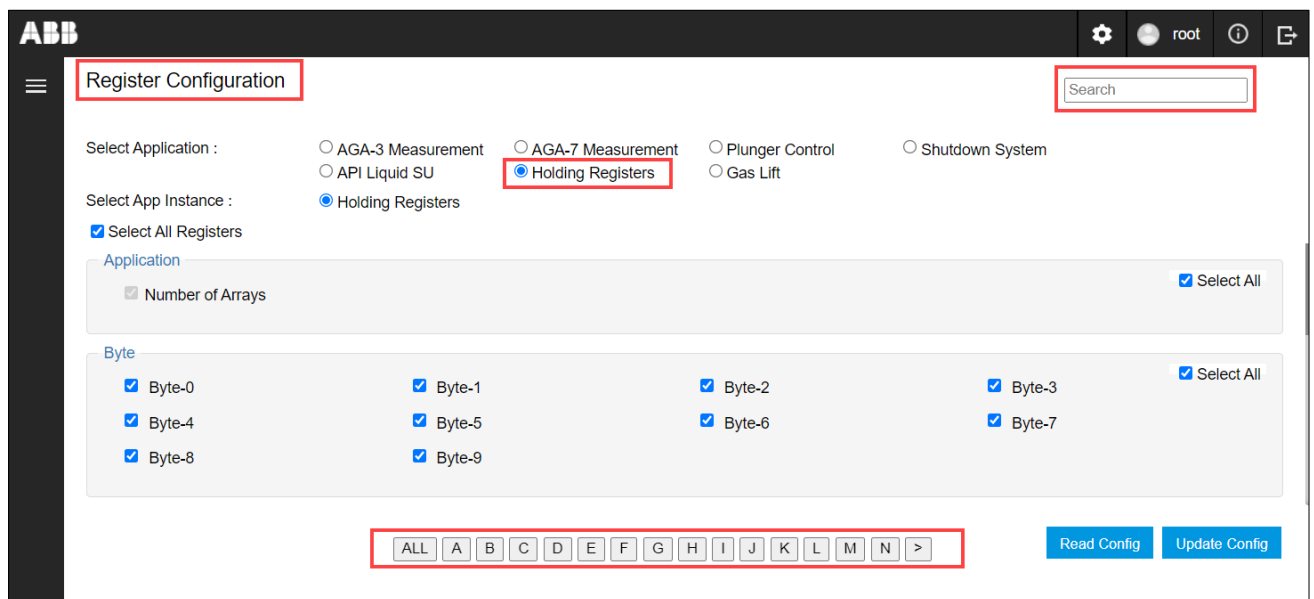 ABB
root
Register Configuration
Search
Select Application :
AGA-3 Measurement AGA-7 Measurement Plunger Control Shutdown System
API Liquid SU Holding Registers Gas Lift
Select App Instance : Holding Registers
Select All Registers
Application
Select All
Number of Arrays
Byte
Select All
Byte-0 Byte-1 Byte-2 Byte-3
Byte-4 Byte-5 Byte-6 Byte-7
Byte-8 Byte-9
ALL A B C D E F G H I J K L M N >
Read Config Update Config